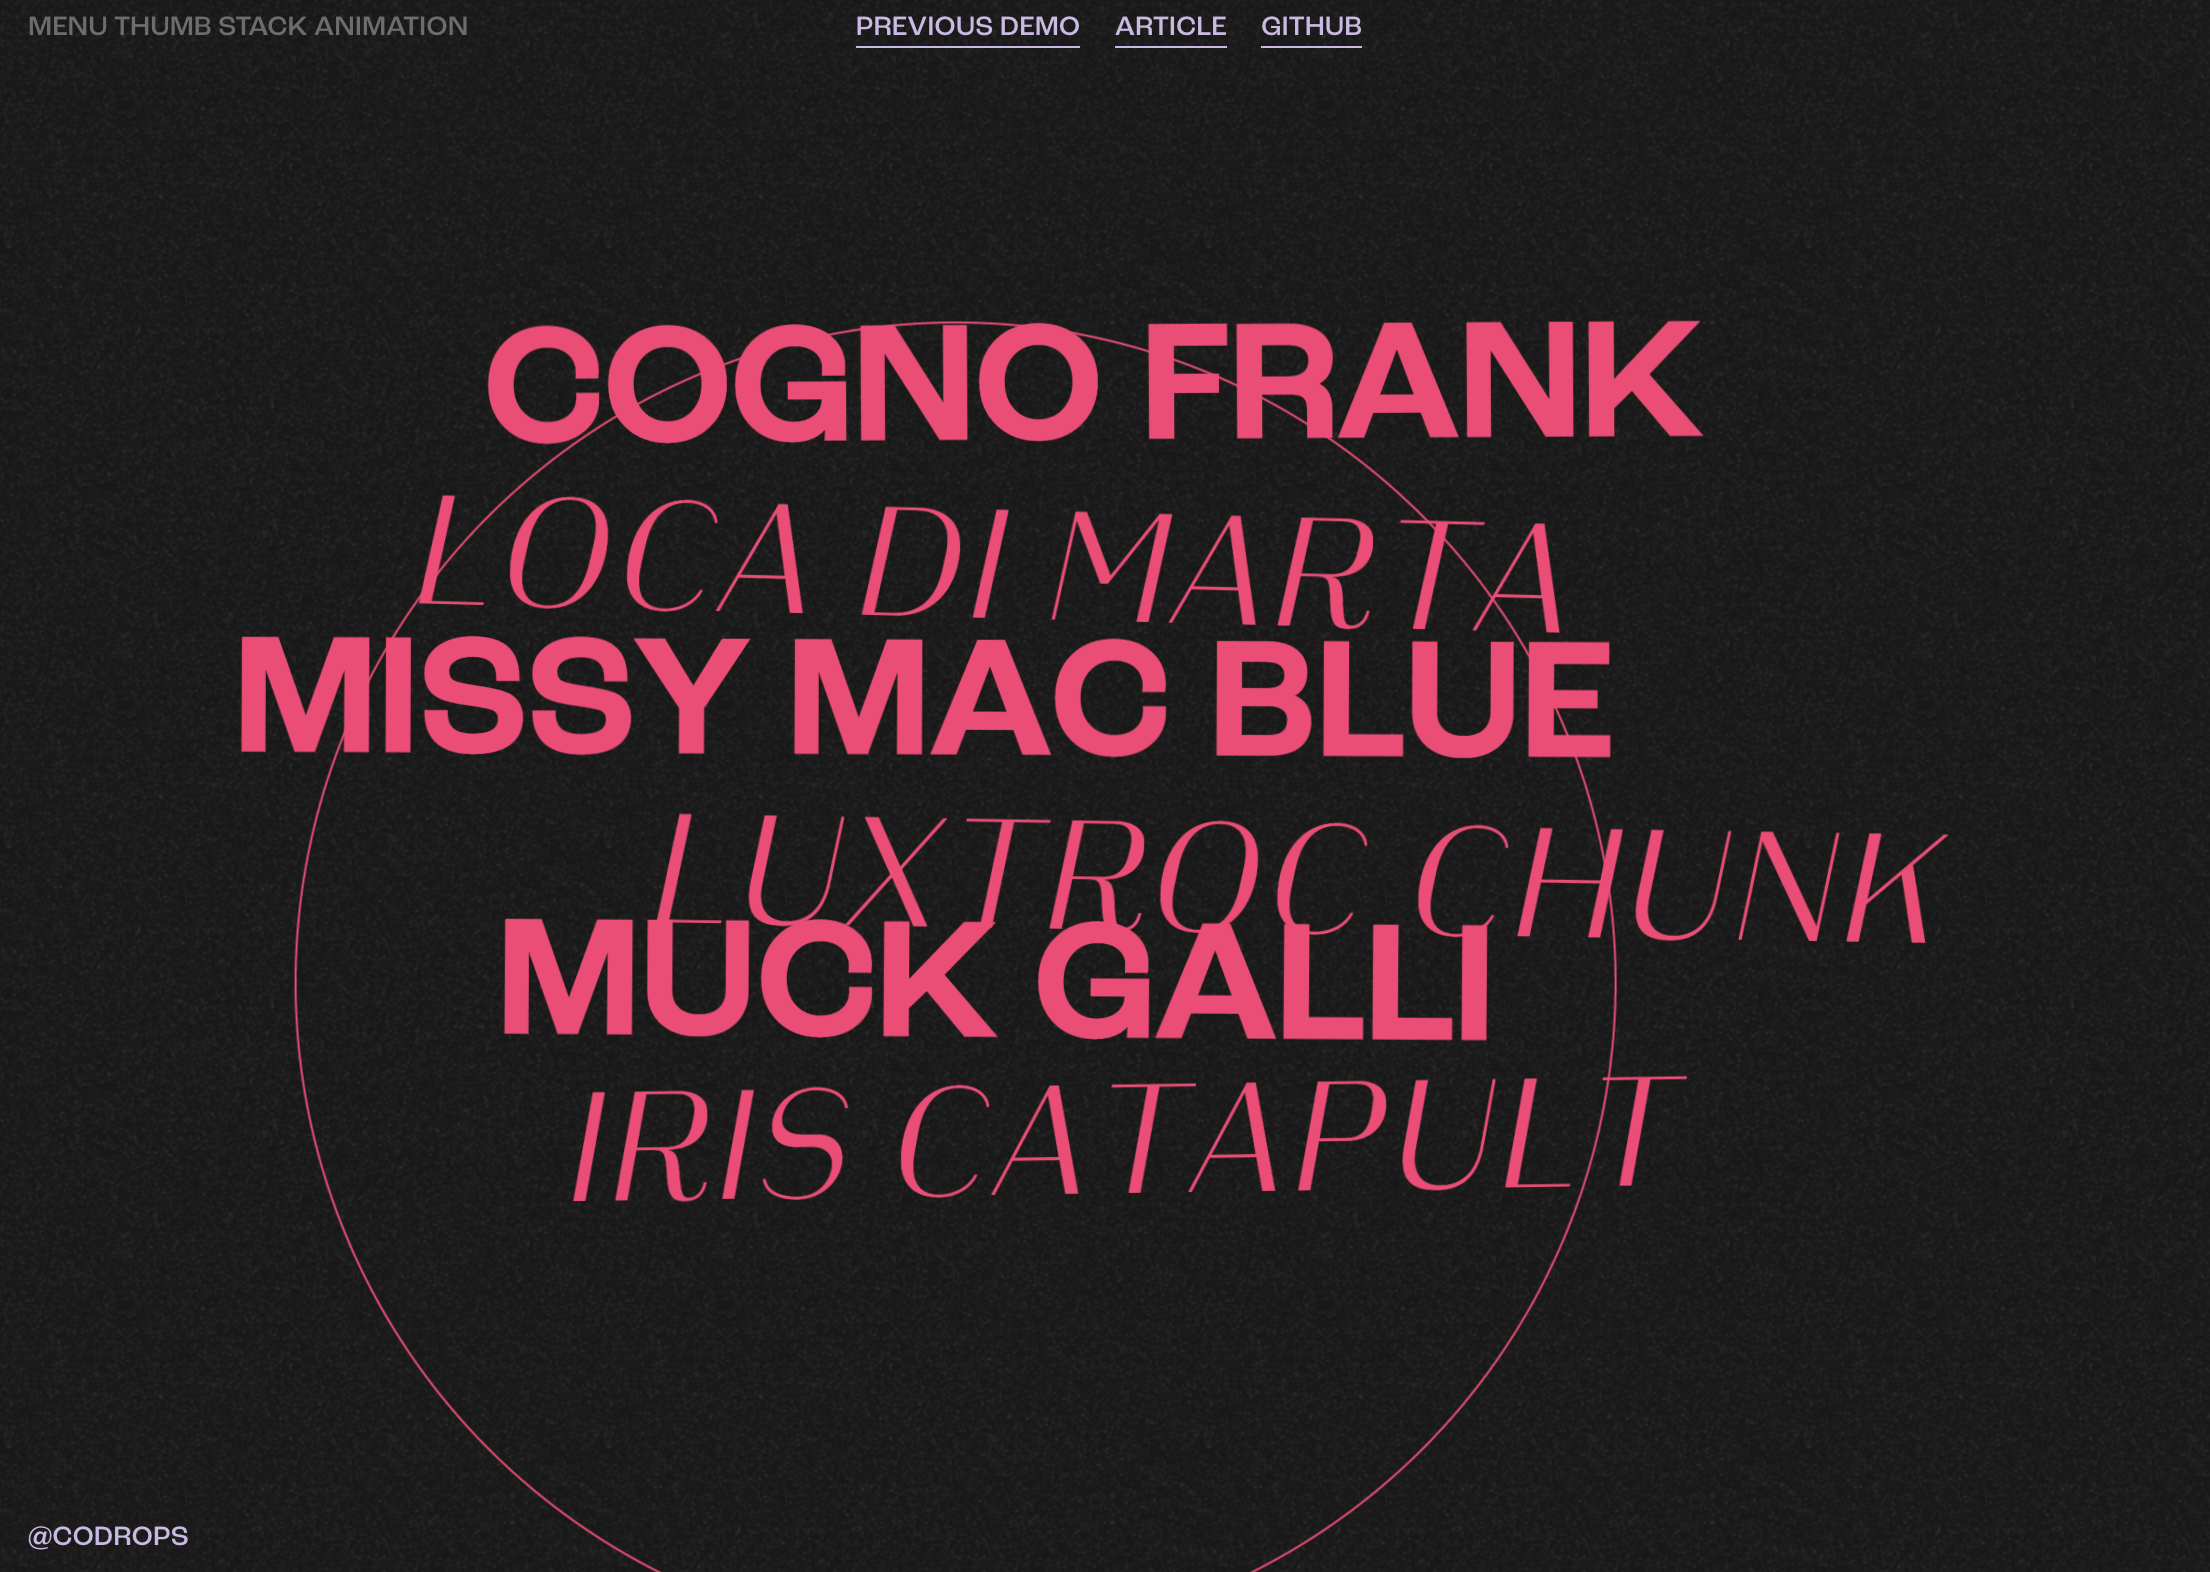 MENU THUMB STACK ANIMATION
PREVIOUS DEMO ARTICLE GITHUB
COGNO FRANK
LOCA DI MARTA
MISSY MAC BLUE
LUXTROC CHUNK
MUCK GALLI
IRIS CATAPULT
@CODROPS